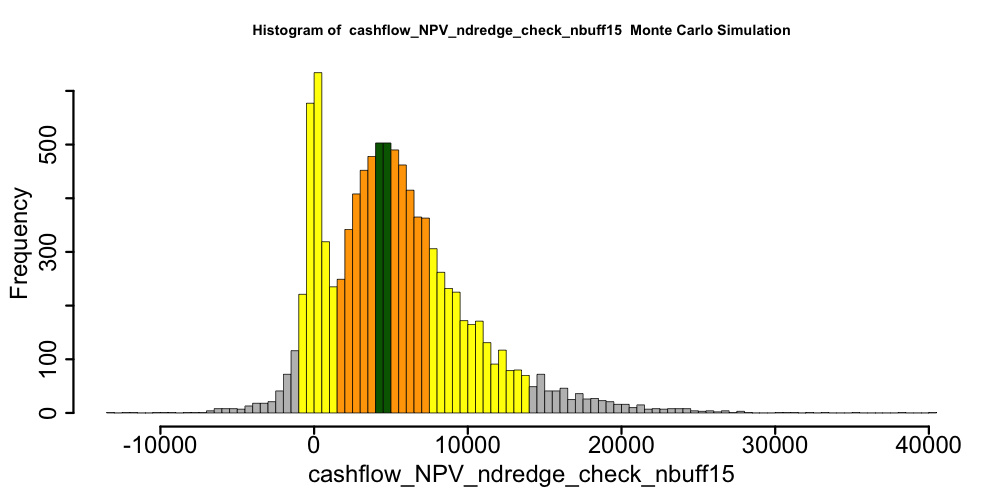 Histogram of cashflow_NPV_ndredge_check_nbuff15 Monte Carlo Simulation
Frequency
500
300
100
0
-10000 0 10000 20000 30000 40000
cashflow_NPV_ndredge_check_nbuff15